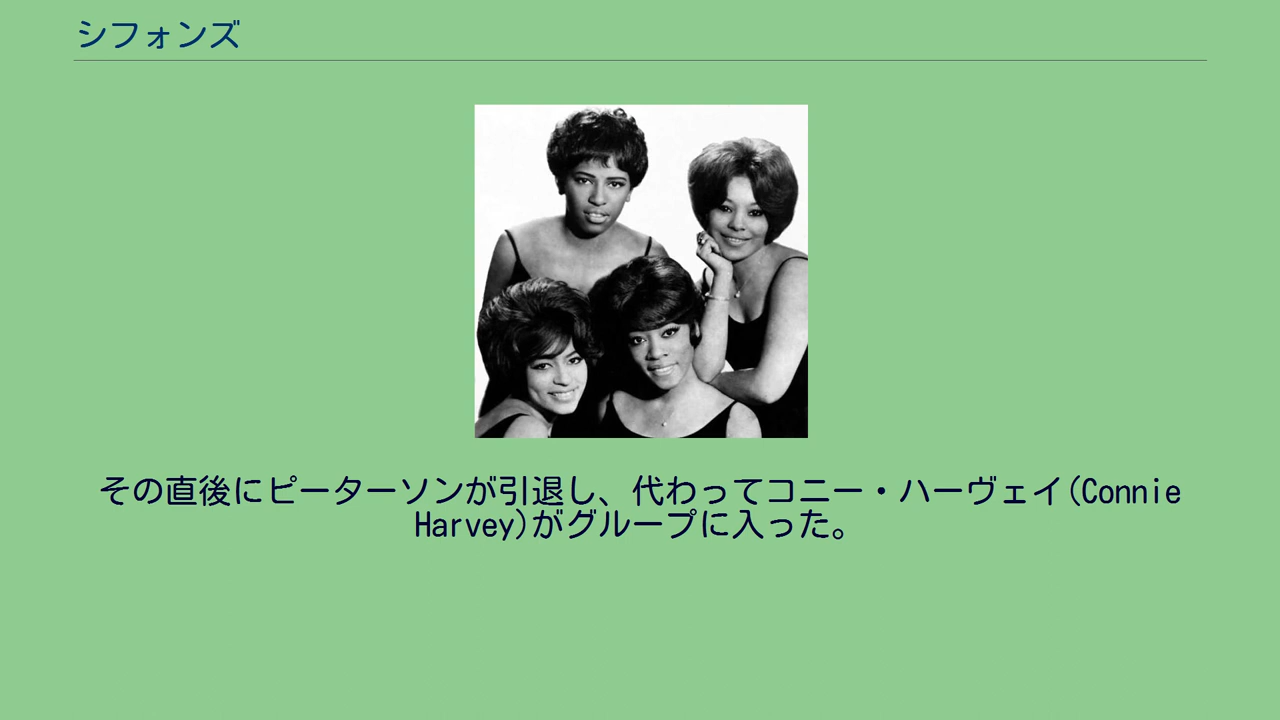 シフォンズ
その直後にピーターソンが引退し、代わってコニー・ハーヴェイ(Connie
Harvey)がグループに入った。